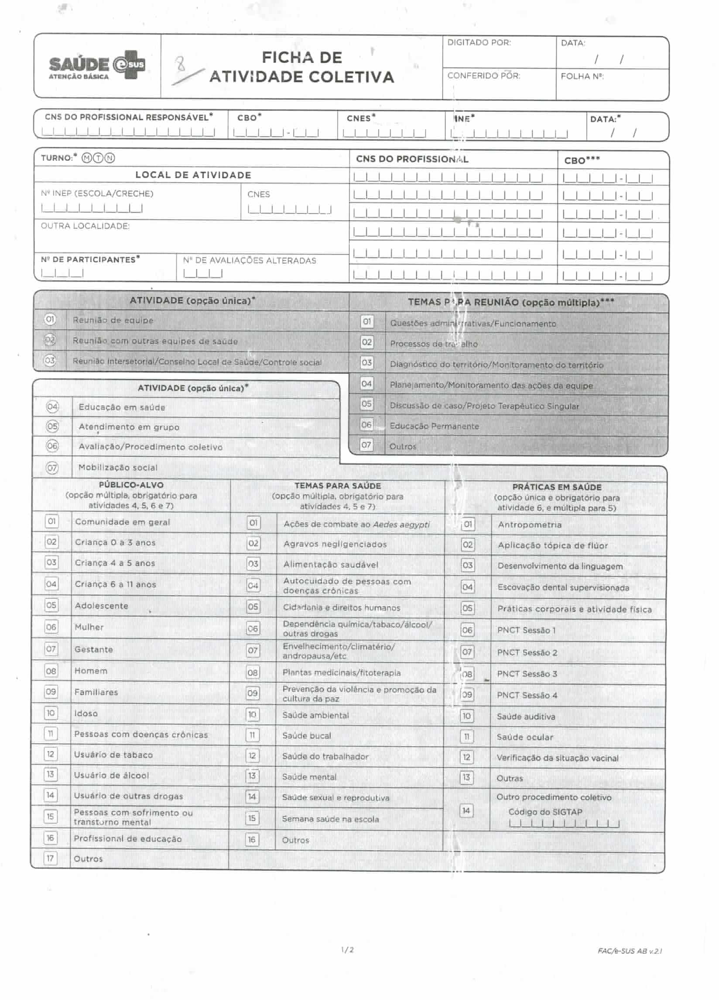 SAÚDE e SUS
ATENÇÃO BÁSICA
8
FICHA DE
ATIVIDADE COLETIVA
DIGITADO POR:
DATA:
/ /
CONFERIDO POR:
FOLHA Nº:
CNS DO PROFISSIONAL RESPONSÁVEL*
CBO*
CNES*
INE*
DATA:*
/ /
TURNO:* M T N
LOCAL DE ATIVIDADE
Nº INEP (ESCOLA/CRECHE)
CNES
OUTRA LOCALIDADE:
Nº DE PARTICIPANTES*
Nº DE AVALIAÇÕES ALTERADAS
CNS DO PROFISSIONAL
CBO***
ATIVIDADE (opção única)*
01 Reunião de equipe
02 Reunião com outras equipes de saúde
03 Reunião Intersetorial/Conselho Local de Saúde/Controle social
TEMAS PARA REUNIÃO (opção múltipla)***
01 Questões administrativas/Funcionamento
02 Processos de trabalho
03 Diagnóstico do território/Monitoramento do território
04 Planejamento/Monitoramento das ações da equipe
05 Discussão de caso/Projeto Terapêutico Singular
06 Educação Permanente
07 Outros
ATIVIDADE (opção única)*
04 Educação em saúde
05 Atendimento em grupo
06 Avaliação/Procedimento coletivo
07 Mobilização social
PÚBLICO-ALVO
(opção múltipla, obrigatório para
atividades 4, 5, 6 e 7)
01 Comunidade em geral
02 Criança 0 a 3 anos
03 Criança 4 a 5 anos
04 Criança 6 a 11 anos
05 Adolescente
06 Mulher
07 Gestante
08 Homem
09 Familiares
10 Idoso
11 Pessoas com doenças crônicas
12 Usuário de tabaco
13 Usuário de álcool
14 Usuário de outras drogas
15 Pessoas com sofrimento ou
transtorno mental
16 Profissional de educação
17 Outros
TEMAS PARA SAÚDE
(opção múltipla, obrigatório para
atividades 4, 5 e 7)
01 Ações de combate ao Aedes aegypti
02 Agravos negligenciados
03 Alimentação saudável
04 Autocuidado de pessoas com
doenças crônicas
05 Cidadania e direitos humanos
06 Dependência química/tabaco/álcool/
outras drogas
07 Envelhecimento/climatério/
andropausa/etc
08 Plantas medicinais/fitoterapia
09 Prevenção da violência e promoção da
cultura da paz
10 Saúde ambiental
11 Saúde bucal
12 Saúde do trabalhador
13 Saúde mental
14 Saúde sexual e reprodutiva
15 Semana saúde na escola
16 Outros
PRÁTICAS EM SAÚDE
(opção única e obrigatório para
atividade 6, e múltipla para 5)
01 Antropometria
02 Aplicação tópica de flúor
03 Desenvolvimento da linguagem
04 Escovação dental supervisionada
05 Práticas corporais e atividade física
06 PNCT Sessão 1
07 PNCT Sessão 2
08 PNCT Sessão 3
09 PNCT Sessão 4
10 Saúde auditiva
11 Saúde ocular
12 Verificação da situação vacinal
13 Outras
14 Outro procedimento coletivo
Código do SIGTAP
1/2
FAC/e-SUS AB v.2.1